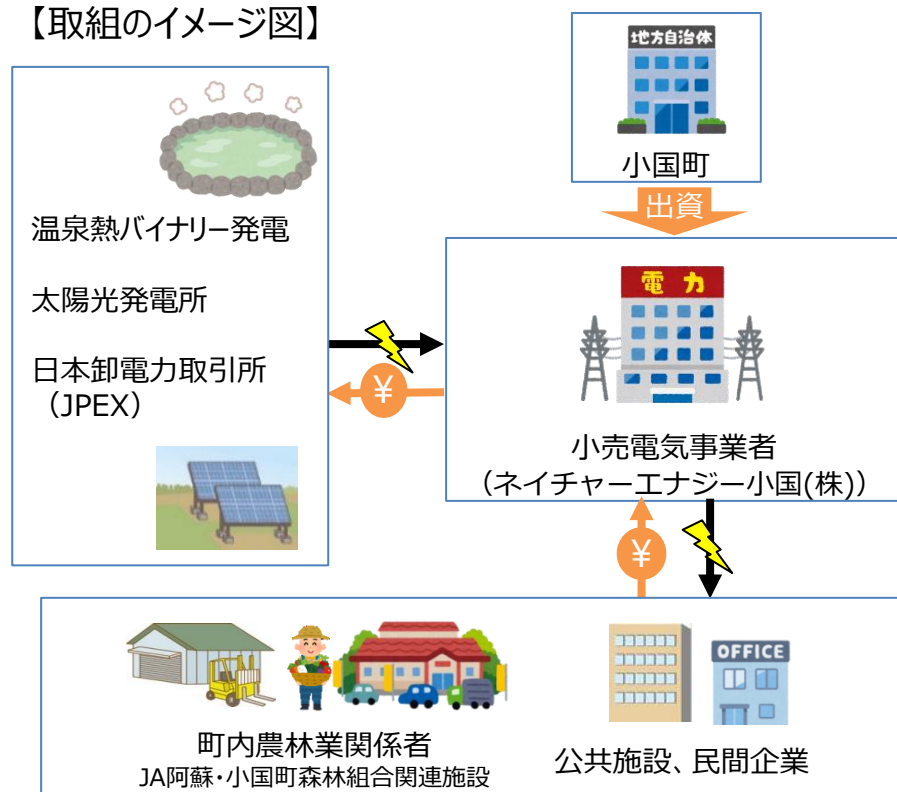 【取組のイメージ図】
地方自治体
小国町
出資
温泉熱バイナリー発電
太陽光発電所
日本卸電力取引所
（JPEX）
¥
電力
小売電気事業者
（ネイチャーエナジー小国(株)）
¥
OFFICE
町内農林業関係者
JA阿蘇・小国町森林組合関連施設
公共施設、民間企業